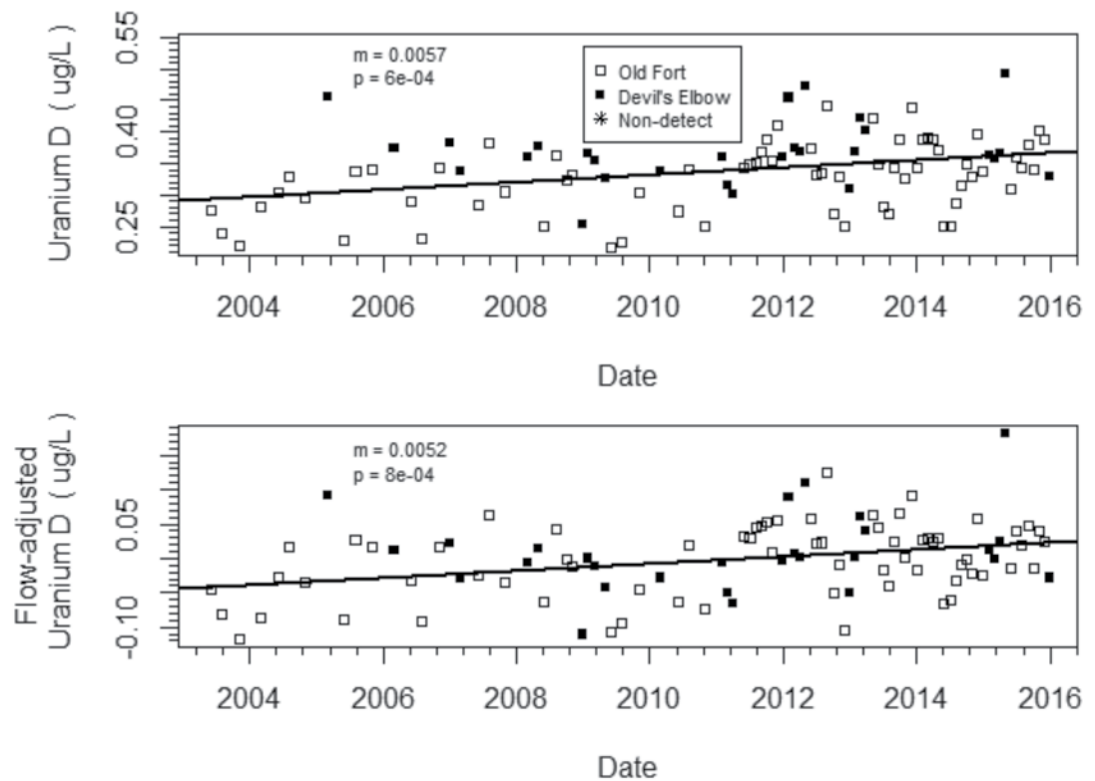 Uranium D ( ug/L )
0.55
0.40
0.25
m = 0.0057
p = 6e-04
Old Fort
Devil's Elbow
Non-detect
2004 2006 2008 2010 2012 2014 2016
Date
Flow-adjusted
Uranium D ( ug/L )
0.05
-0.10
m = 0.0052
p = 8e-04
2004 2006 2008 2010 2012 2014 2016
Date